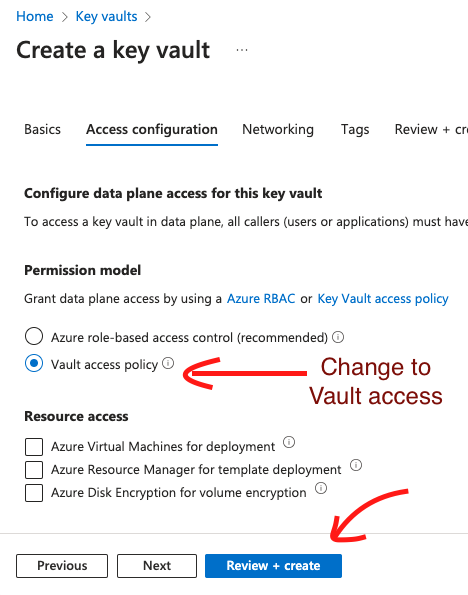 Home > Key vaults >
Create a key vault ...
Basics Access configuration Networking Tags Review + cr
Configure data plane access for this key vault
To access a key vault in data plane, all callers (users or applications) must have
Permission model
Grant data plane access by using a Azure RBAC or Key Vault access policy
Azure role-based access control (recommended)
Vault access policy
Change to
Vault access
Resource access
Azure Virtual Machines for deployment
Azure Resource Manager for template deployment
Azure Disk Encryption for volume encryption
Previous Next Review + create